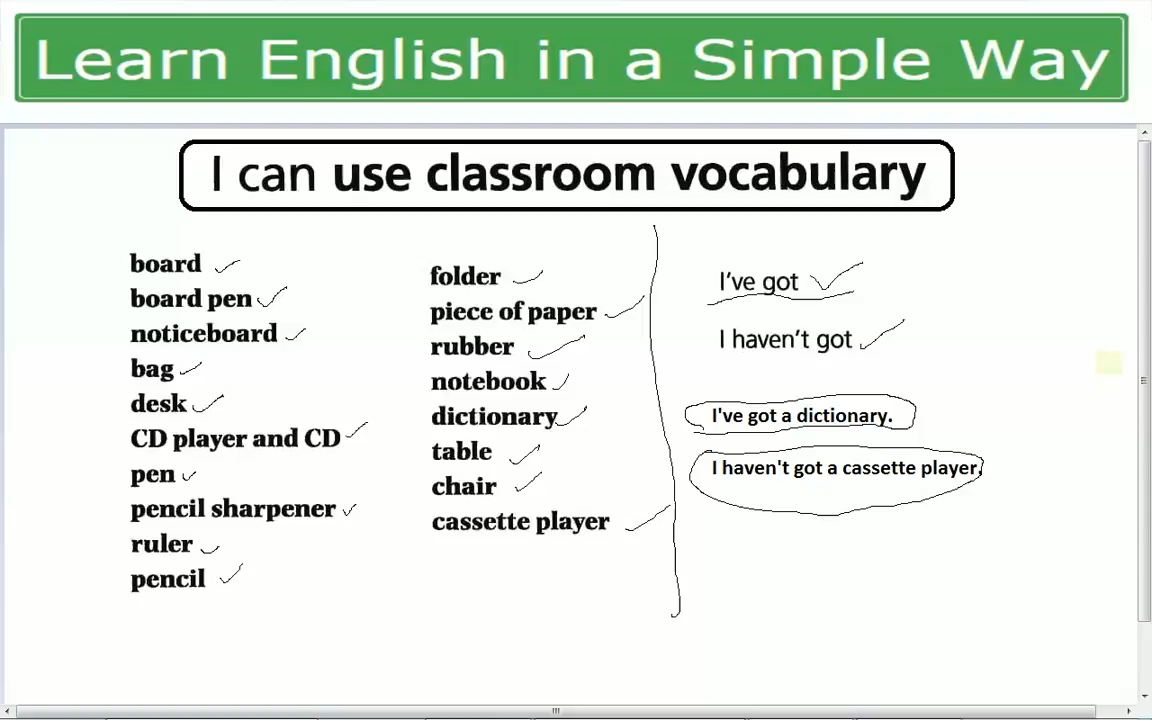 Learn English in a Simple Way
I can use classroom vocabulary
board
board pen
noticeboard
bag
desk
CD player and CD
pen
pencil sharpener
ruler
pencil
folder
piece of paper
rubber
notebook
dictionary
table
chair
cassette player
I've got
I haven't got
I've got a dictionary.
I haven't got a cassette player.